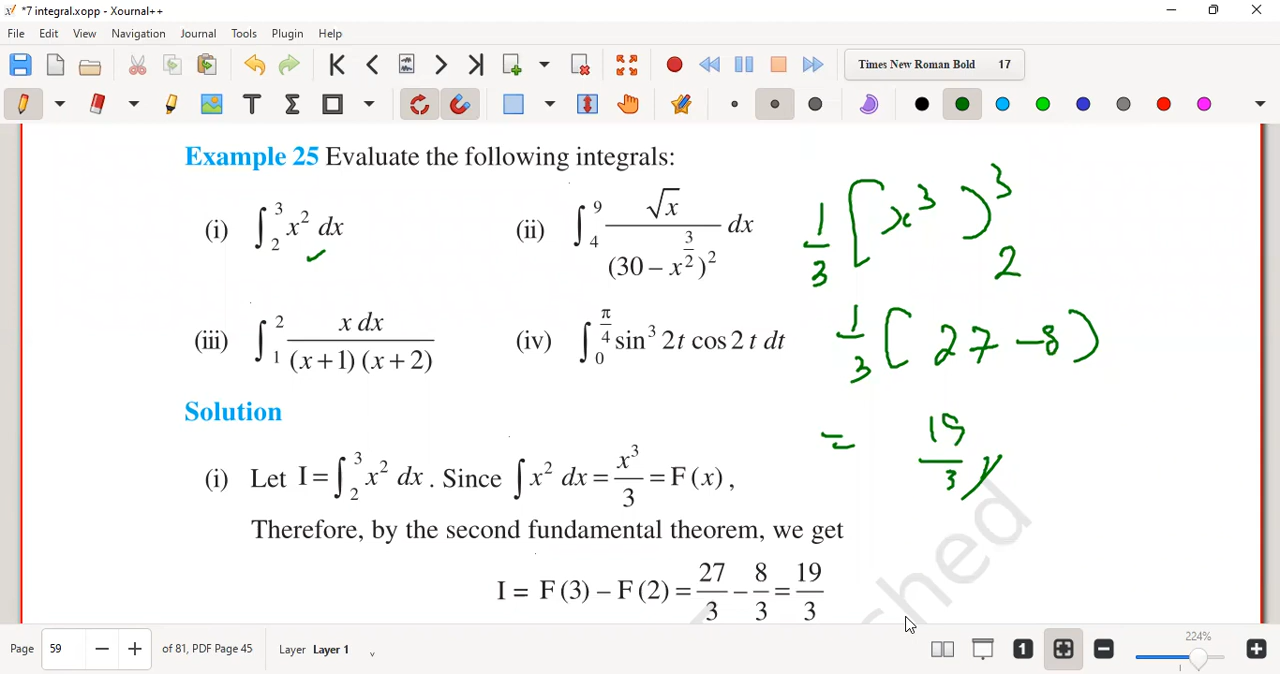 *7 integral.xopp - Xournal++
File Edit View Navigation Journal Tools Plugin Help
Times New Roman Bold 17
Example 25 Evaluate the following integrals:
(i) ∫₂³ x² dx (ii) ∫₄⁹ √x / (30 – x^(3/2))² dx
(iii) ∫₁² x dx / (x + 1) (x + 2) (iv) ∫₀^(π/4) sin³ 2t cos 2 t dt
1/3 [x³)³₂
1/3 (27 – 8)
= 19/3
Solution
(i) Let I = ∫₂³ x² dx . Since ∫ x² dx = x³/3 = F (x) ,
Therefore, by the second fundamental theorem, we get
I = F (3) – F (2) = 27/3 – 8/3 = 19/3
shed
Page 59 of 81, PDF Page 45 Layer Layer 1 1 224%